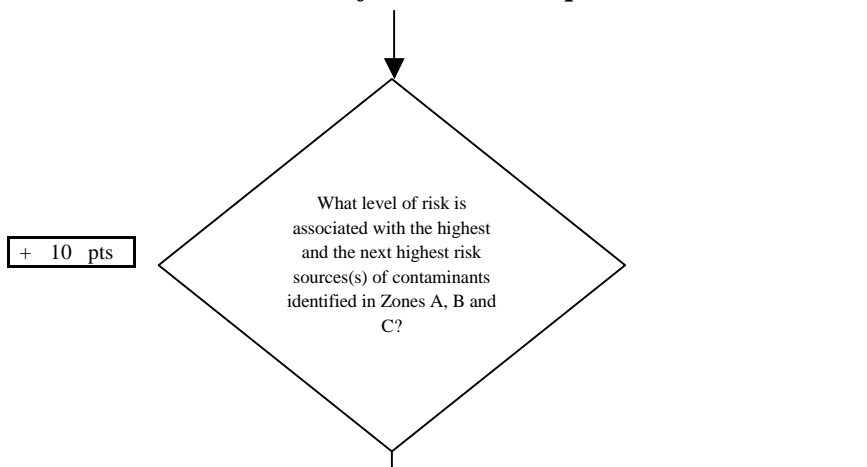 + 10 pts
What level of risk is
associated with the highest
and the next highest risk
sources(s) of contaminants
identified in Zones A, B and
C?